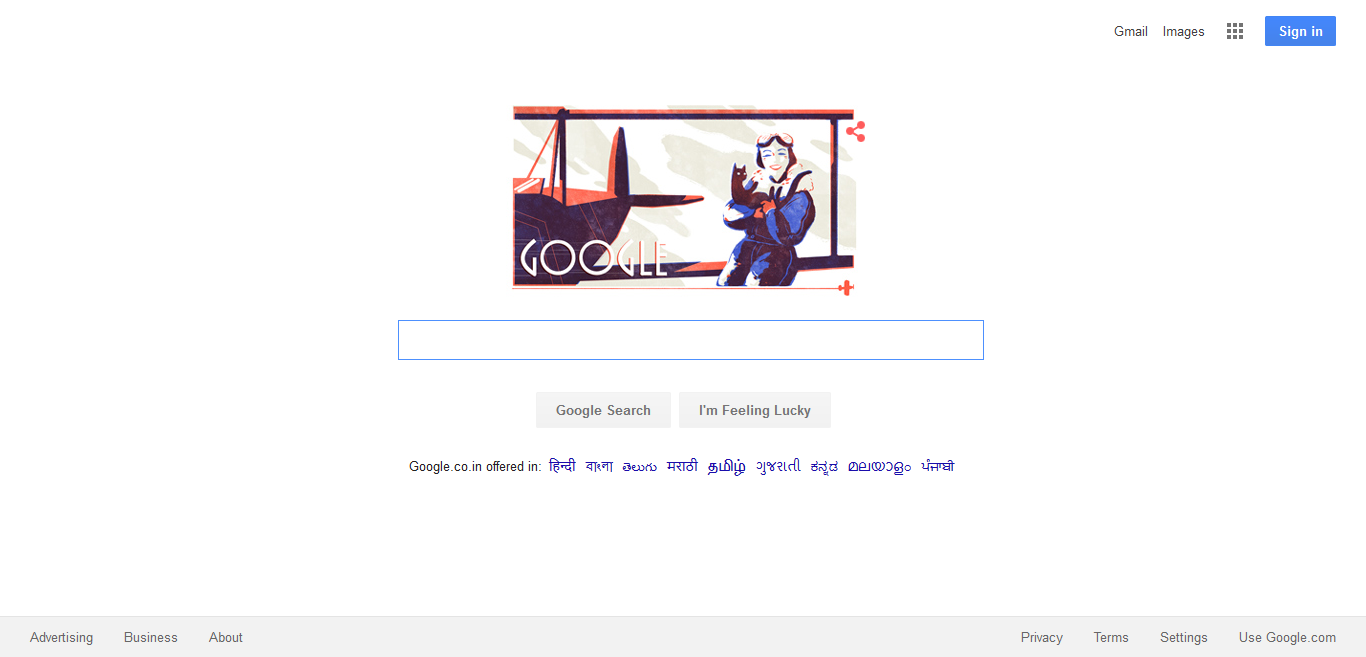 Gmail Images Sign in
GOOGLE
Google Search I'm Feeling Lucky
Google.co.in offered in: हिन्दी বাংলা తెలుగు मराठी தமிழ் ગુજરાતી ಕನ್ನಡ മലയാളം ਪੰਜਾਬੀ
Advertising Business About Privacy Terms Settings Use Google.com